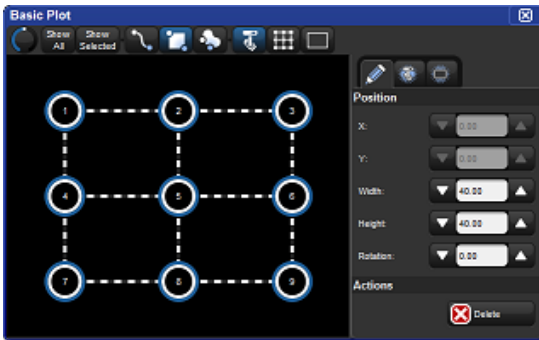 Basic Plot
Show All
Show Selected
1 2 3
4 5 6
7 8 9
Position
X: 0.00
Y: 0.00
Width: 40.00
Height: 40.00
Rotation: 0.00
Actions
Delete